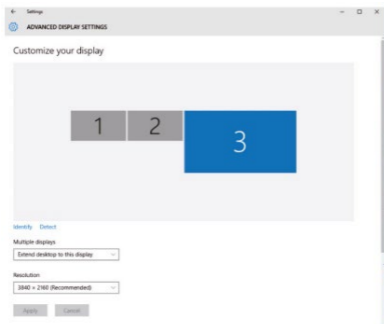 Settings
ADVANCED DISPLAY SETTINGS
Customize your display
1 2 3
Identify Detect
Multiple displays
Extend desktop to this display
Resolution
3840 × 2160 (Recommended)
Apply Cancel